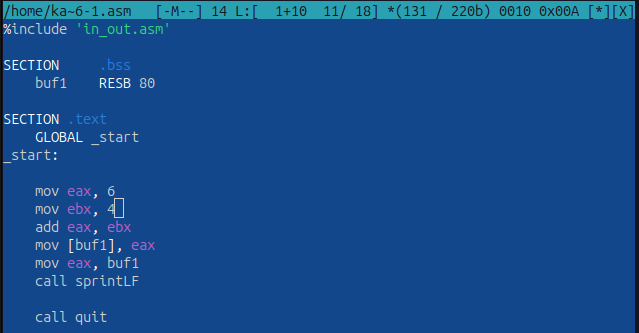 /home/ka~6-1.asm   [-M--] 14 L:[  1+10  11/ 18] *(131 / 220b) 0010 0x00A  [*][X]
%include 'in_out.asm'
SECTION     .bss
    buf1    RESB 80
SECTION .text
    GLOBAL _start
_start:
    mov eax, 6
    mov ebx, 4
    add eax, ebx
    mov [buf1], eax
    mov eax, buf1
    call sprintLF
    call quit